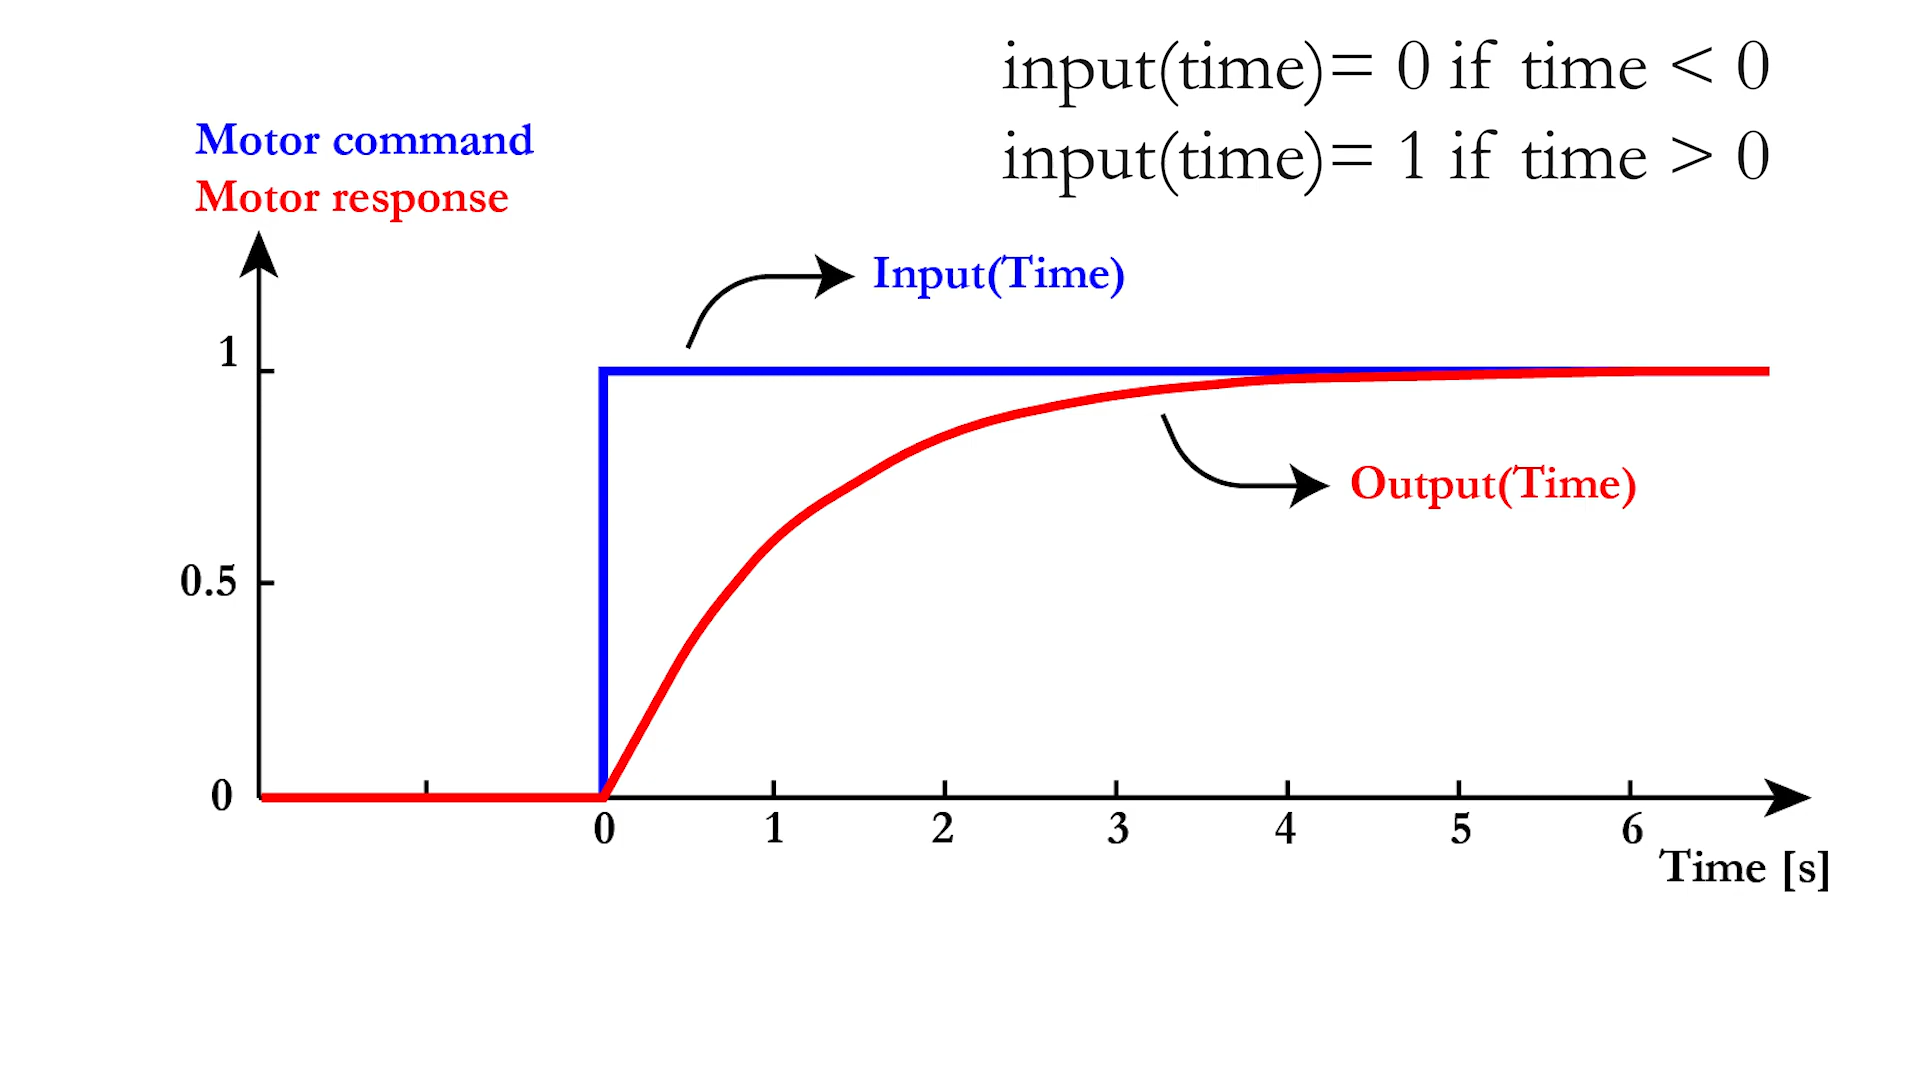 input(time)= 0 if time < 0
input(time)= 1 if time > 0
Motor command
Motor response
Input(Time)
1
Output(Time)
0.5
0
0 1 2 3 4 5 6
Time [s]